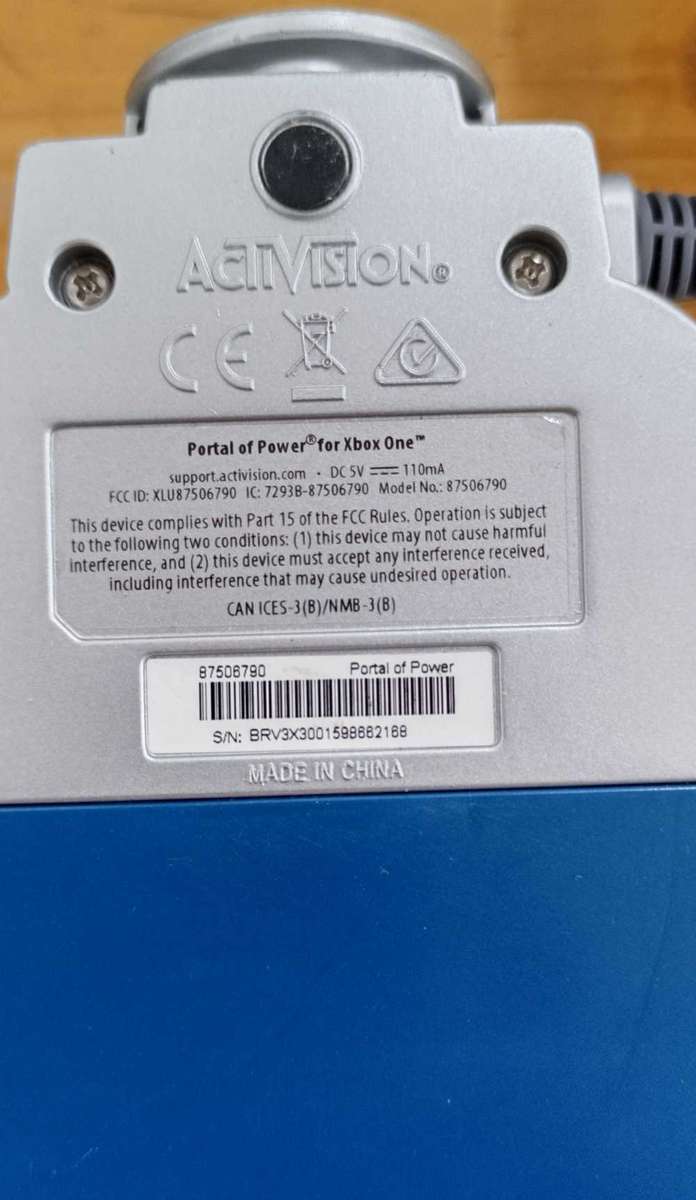 ACTIVISION®
CE
Portal of Power® for Xbox One™
support.activision.com • DC 5V ⎓ 110mA
FCC ID: XLU87506790 IC: 7293B-87506790 Model No.: 87506790
This device complies with Part 15 of the FCC Rules. Operation is subject
to the following two conditions: (1) this device may not cause harmful
interference, and (2) this device must accept any interference received,
including interference that may cause undesired operation.
CAN ICES-3(B)/NMB-3(B)
87506790 Portal of Power
S/N: BRV3X3001598662168
MADE IN CHINA